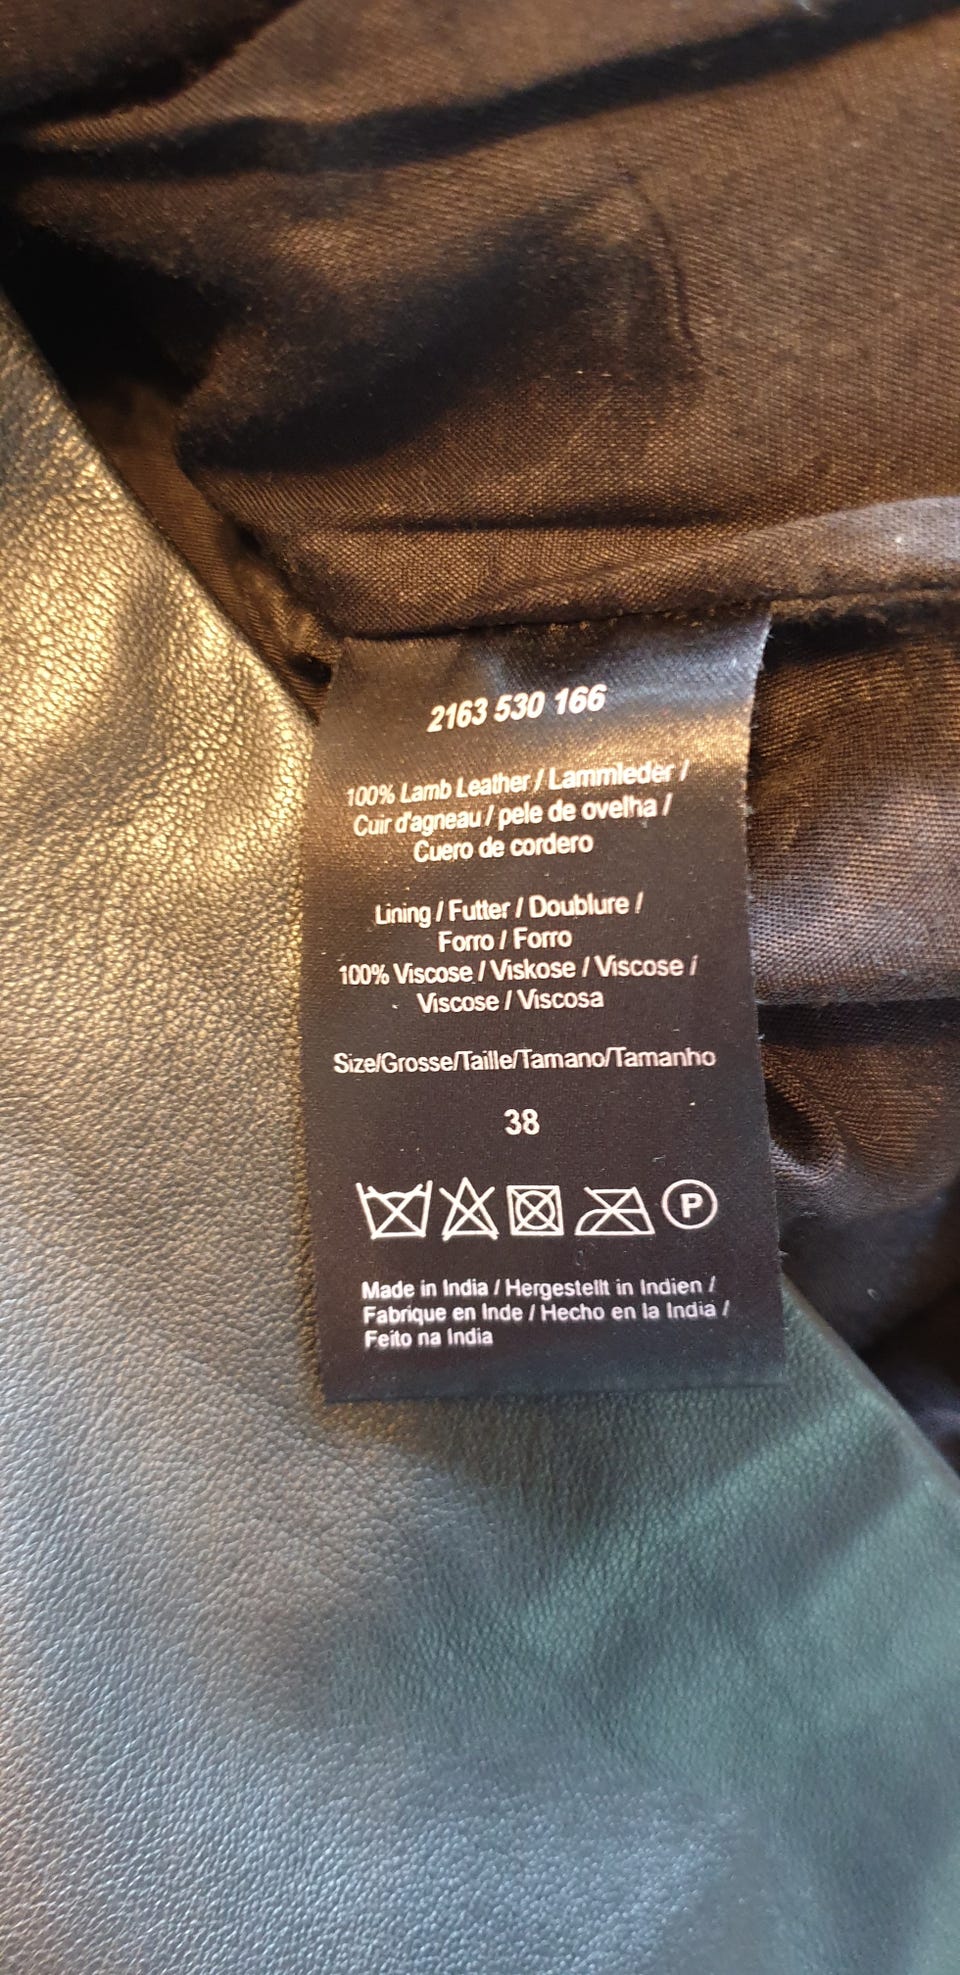 2163 530 166
100% Lamb Leather / Lammleder /
Cuir d'agneau / pele de ovelha /
Cuero de cordero
Lining / Futter / Doublure /
Forro / Forro
100% Viscose / Viskose / Viscose /
Viscose / Viscosa
Size/Grosse/Taille/Tamano/Tamanho
38
P
Made in India / Hergestellt in Indien /
Fabrique en Inde / Hecho en la India /
Feito na India